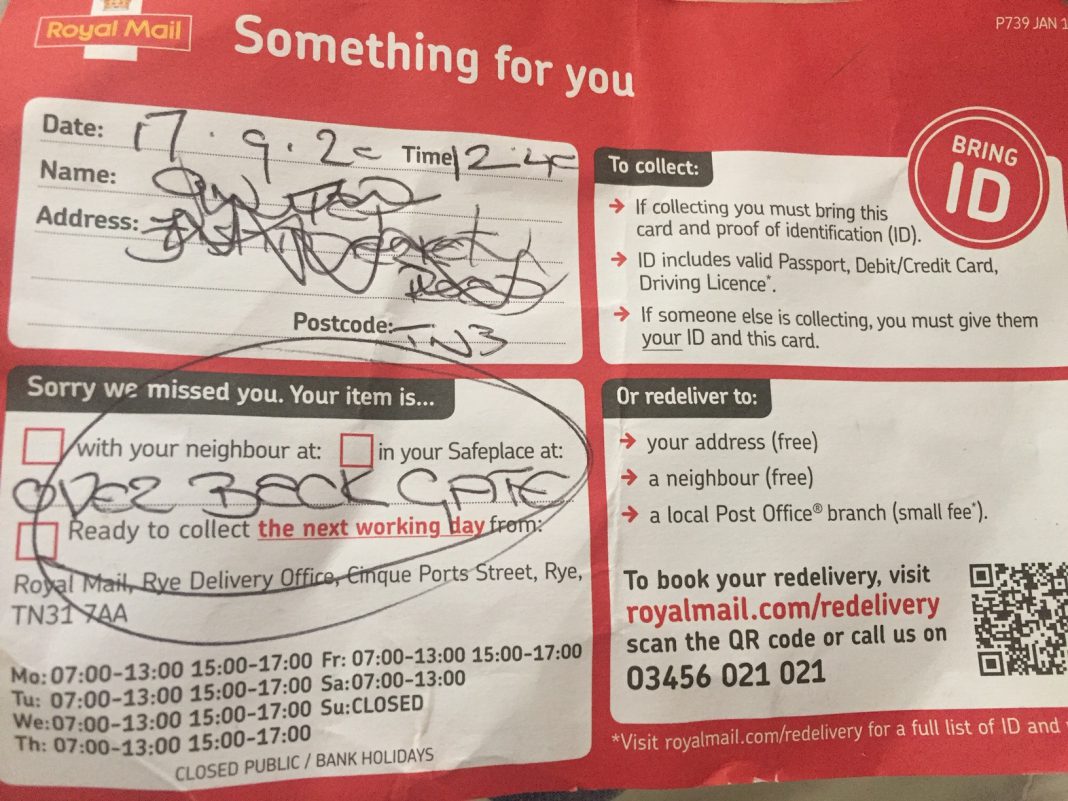 Royal Mail
Something for you
P739 JAN 1
Date: 17.9.20 Time 12.40
Name:
Address:
Road
Postcode: TN3
Sorry we missed you. Your item is...
with your neighbour at: in your Safeplace at:
OVER BACK GATE
Ready to collect the next working day from:
Royal Mail, Rye Delivery Office, Cinque Ports Street, Rye,
TN31 7AA
Mo: 07:00-13:00 15:00-17:00 Fr: 07:00-13:00 15:00-17:00
Tu: 07:00-13:00 15:00-17:00 Sa:07:00-13:00
We:07:00-13:00 15:00-17:00 Su:CLOSED
Th: 07:00-13:00 15:00-17:00
CLOSED PUBLIC / BANK HOLIDAYS
BRING
ID
To collect:
If collecting you must bring this
card and proof of identification (ID).
ID includes valid Passport, Debit/Credit Card,
Driving Licence*.
If someone else is collecting, you must give them
your ID and this card.
Or redeliver to:
your address (free)
a neighbour (free)
a local Post Office® branch (small fee*).
To book your redelivery, visit
royalmail.com/redelivery
scan the QR code or call us on
03456 021 021
*Visit royalmail.com/redelivery for a full list of ID and